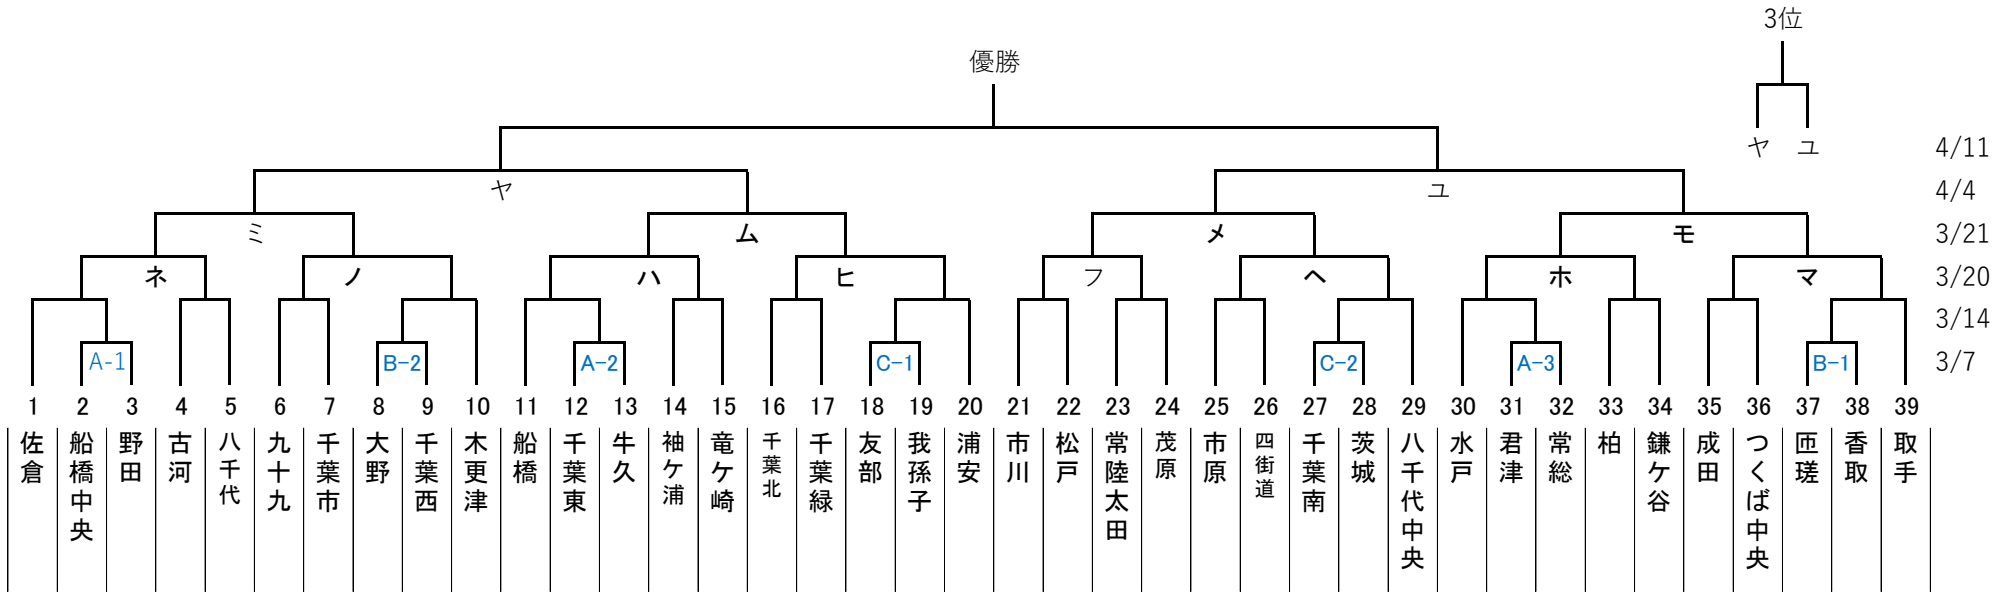 3位
優勝
ヤ ユ 4/11
ヤ ユ 4/4
ミ ム メ モ 3/21
ネ ノ ハ ヒ フ ヘ ホ マ 3/20
3/14
A-1 B-2 A-2 C-1 C-2 A-3 B-1 3/7
1 2 3 4 5 6 7 8 9 10 11 12 13 14 15 16 17 18 19 20 21 22 23 24 25 26 27 28 29 30 31 32 33 34 35 36 37 38 39
佐倉
船橋中央
野田
古河
八千代
九十九
千葉市
大野
千葉西
木更津
船橋
千葉東
牛久
袖ケ浦
竜ケ崎
千葉北
千葉緑
友部
我孫子
浦安
市川
松戸
常陸太田
茂原
市原
四街道
千葉南
茨城
八千代中央
水戸
君津
常総
柏
鎌ケ谷
成田
つくば中央
匝瑳
香取
取手